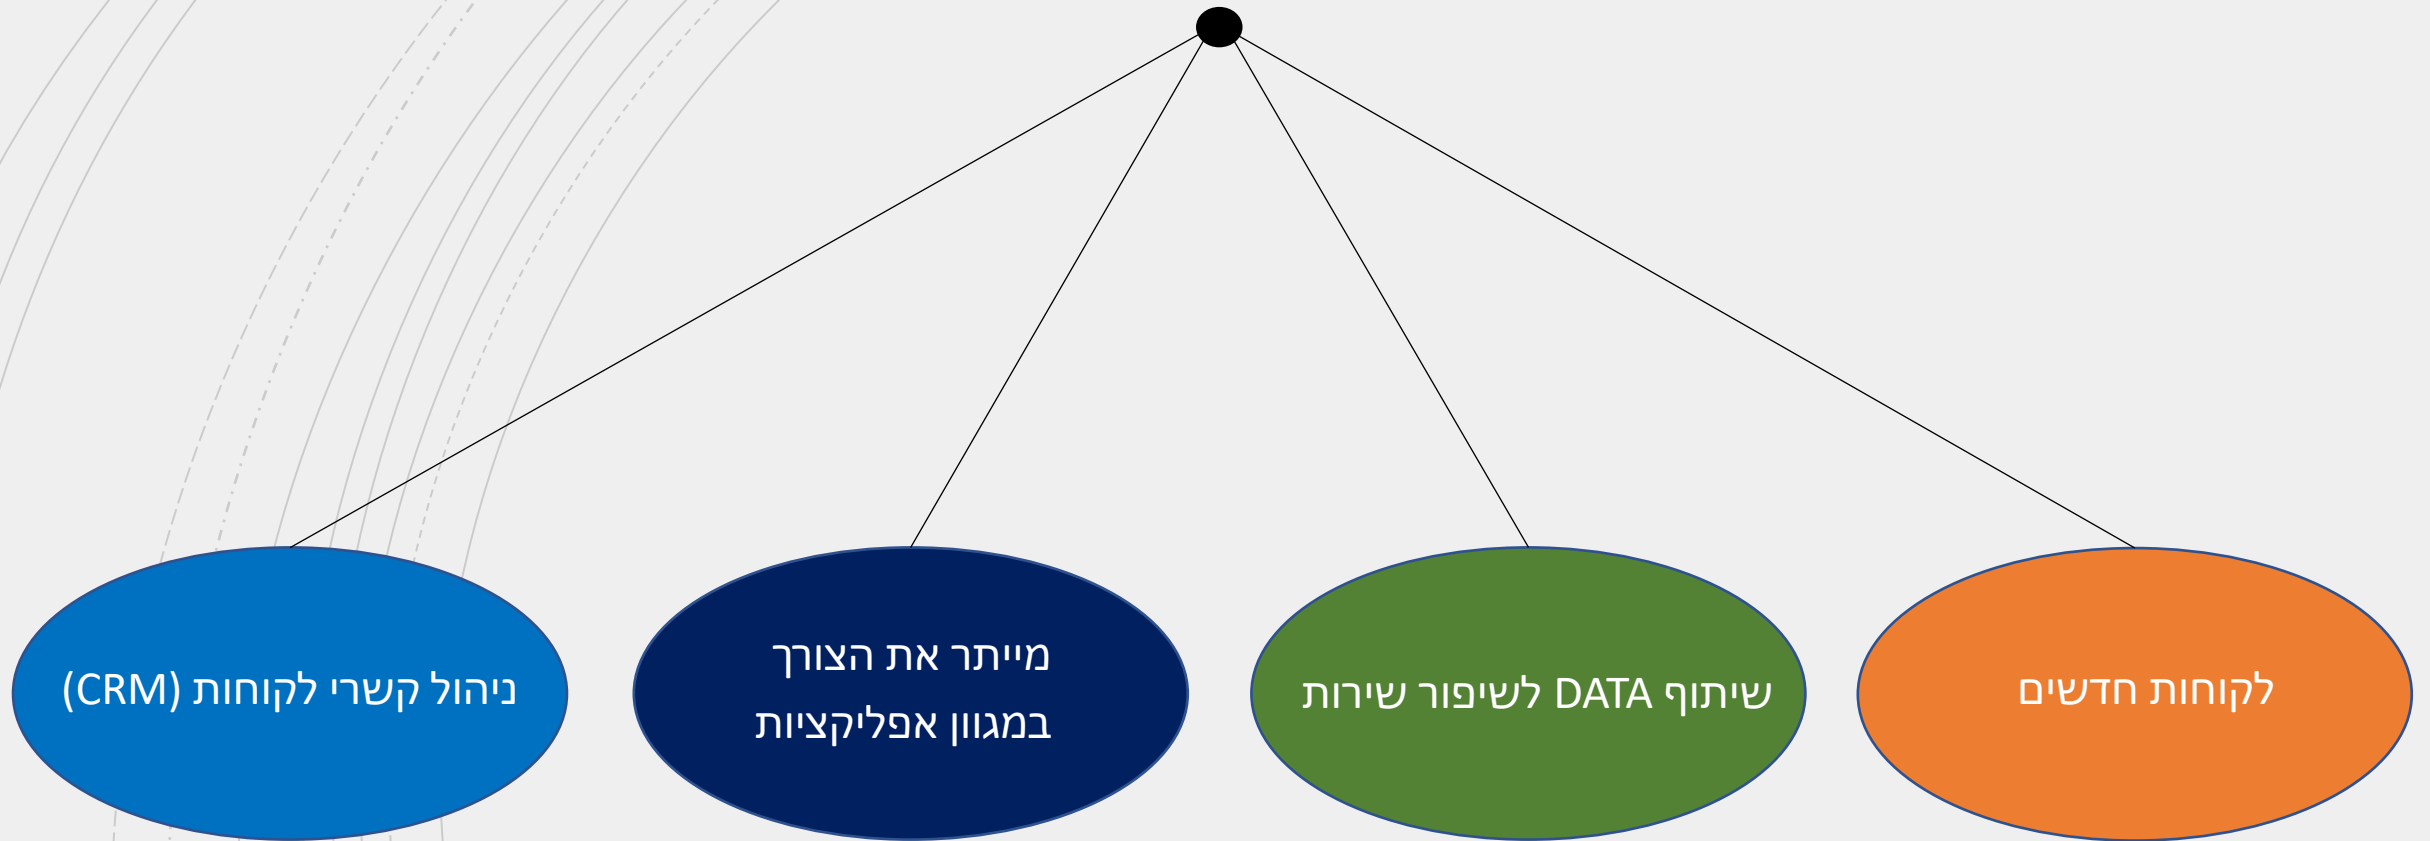 לקוחות חדשים
שיתוף DATA לשיפור שירות
מייתר את הצורך
במגוון אפליקציות
ניהול קשרי לקוחות (CRM)